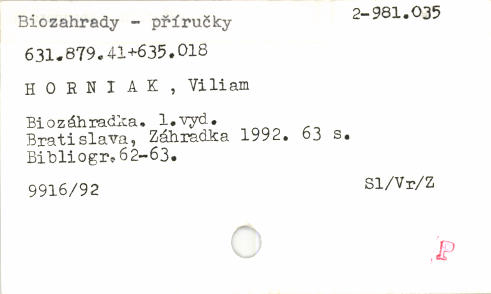 Biozahrady - příručky 2-981.035
631.879.41+635.018
H O R N I A K , Viliam
Biozáhradka. 1.vyd.
Bratislava, Záhradka 1992. 63 s.
Bibliogr.62-63.
9916/92 Sl/Vr/Z
P